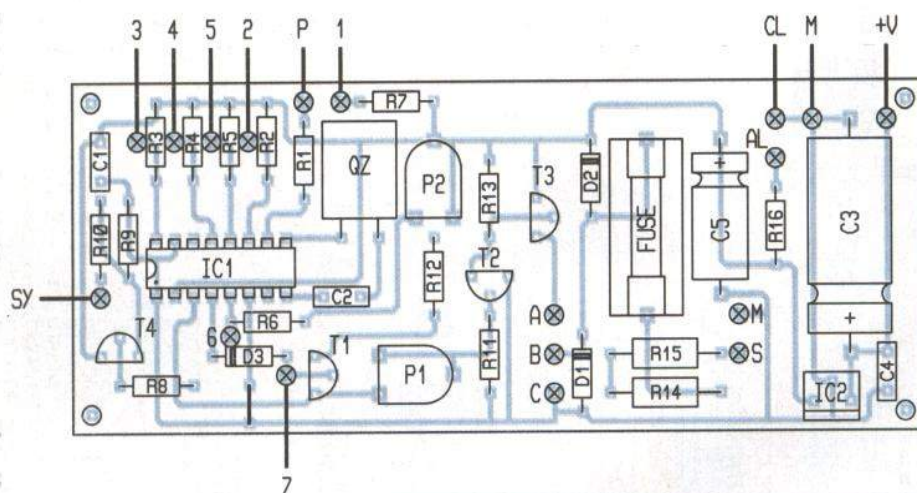 3 4 5 2 P 1 CL M +V
R7
AL
C1 R3 R4 R5 R2 R1 QZ P2 R13 T3 D2 FUSE C5 R16 C3
R10 R9
IC1 R12 T2
C2
SY
T4 6 R6 T1 A M
D3 R11 B R15 S
R8 P1 C D1 R14 IC2 C4
7
+
+